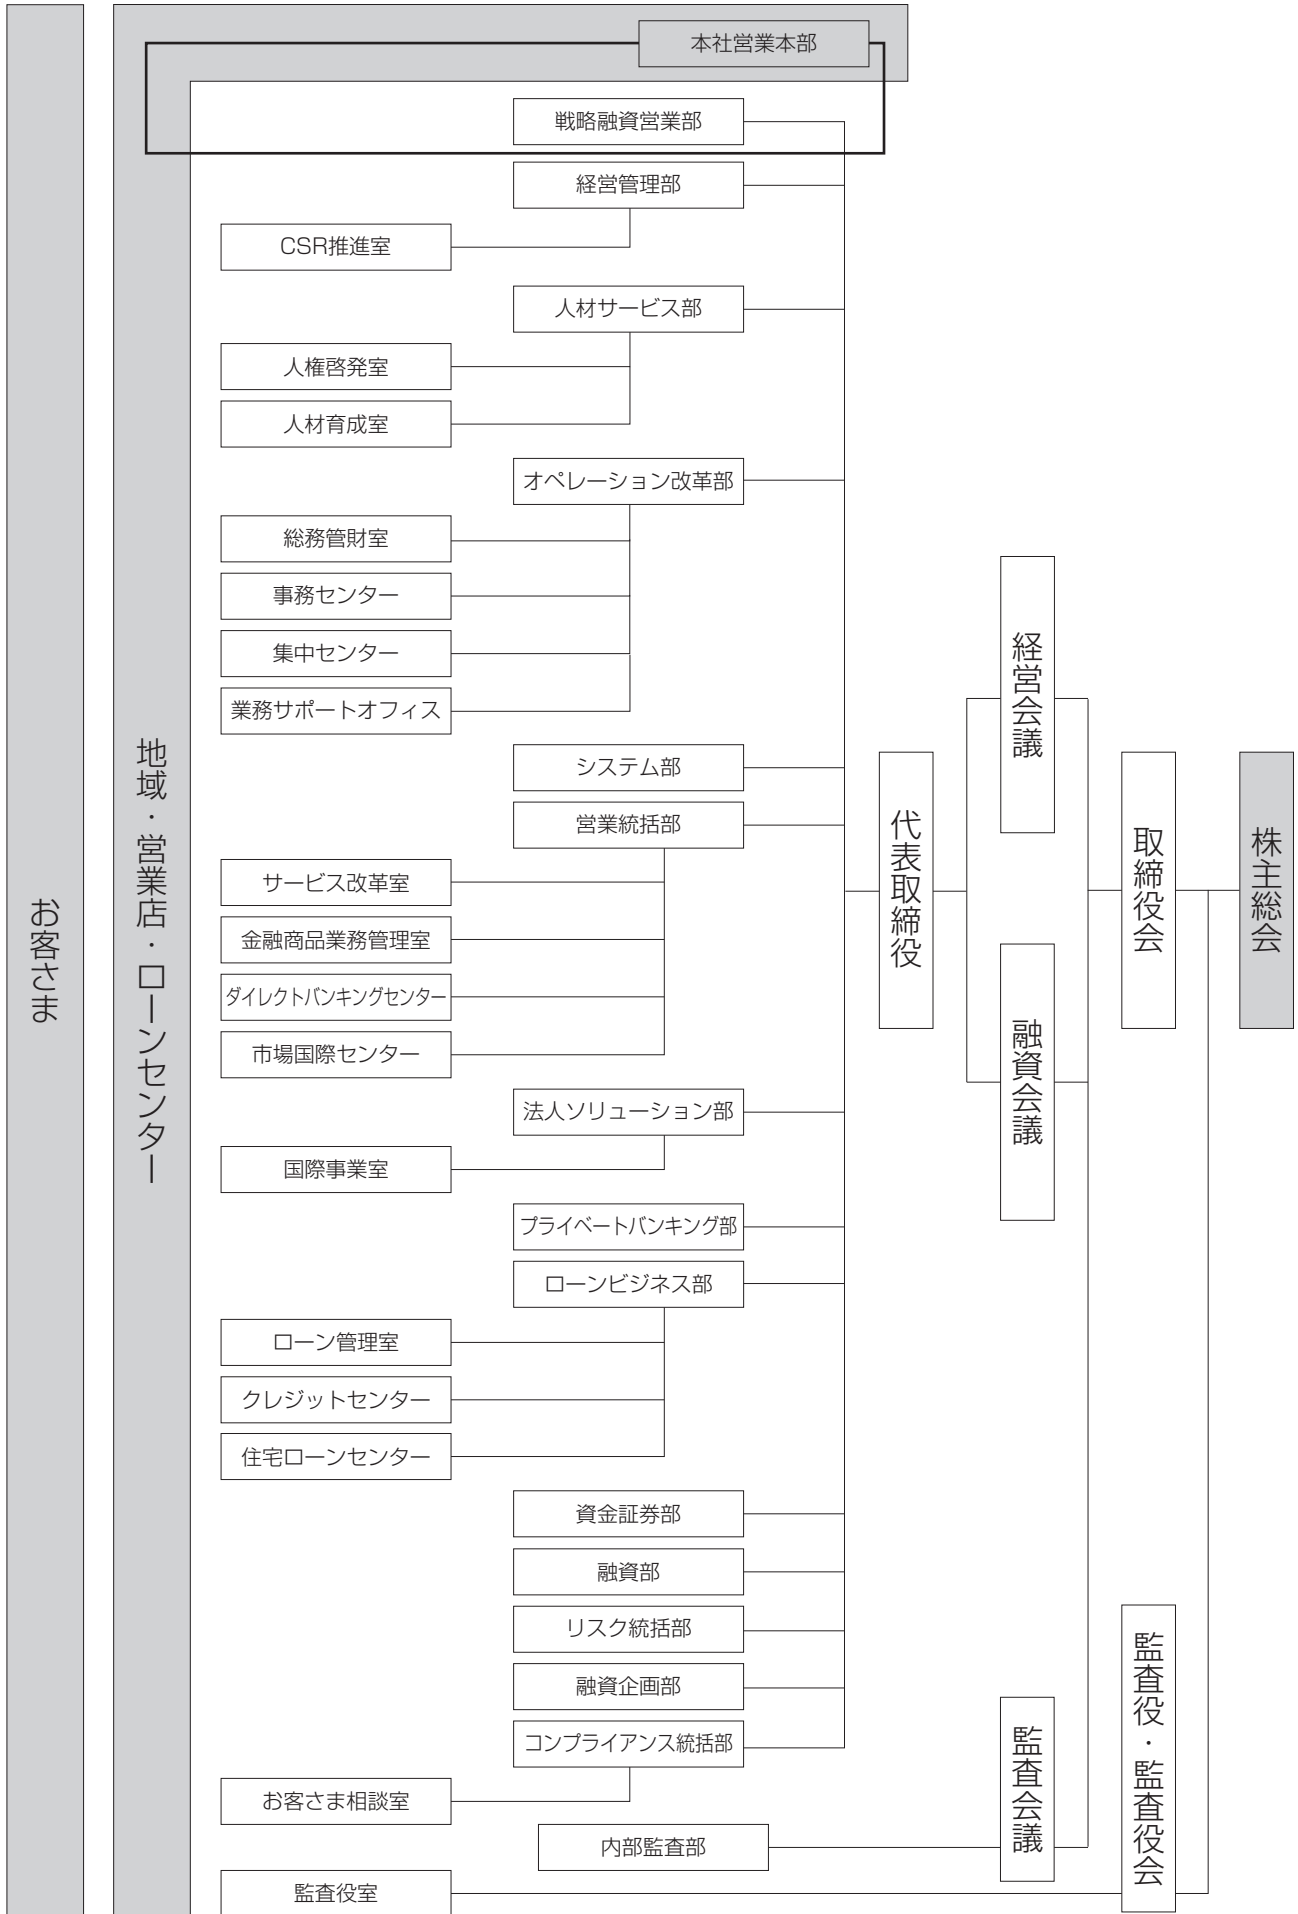 本社営業本部
戦略融資営業部
経営管理部
CSR推進室
人材サービス部
人権啓発室
人材育成室
オペレーション改革部
総務管財室
事務センター
集中センター
業務サポートオフィス
システム部
営業統括部
サービス改革室
金融商品業務管理室
ダイレクトバンキングセンター
市場国際センター
法人ソリューション部
国際事業室
プライベートバンキング部
ローンビジネス部
ローン管理室
クレジットセンター
住宅ローンセンター
資金証券部
融資部
リスク統括部
融資企画部
コンプライアンス統括部
お客さま相談室
内部監査部
監査役室
お客さま
地域・営業店・ローンセンター
代表取締役
経営会議
融資会議
監査会議
取締役会
監査役・監査役会
株主総会